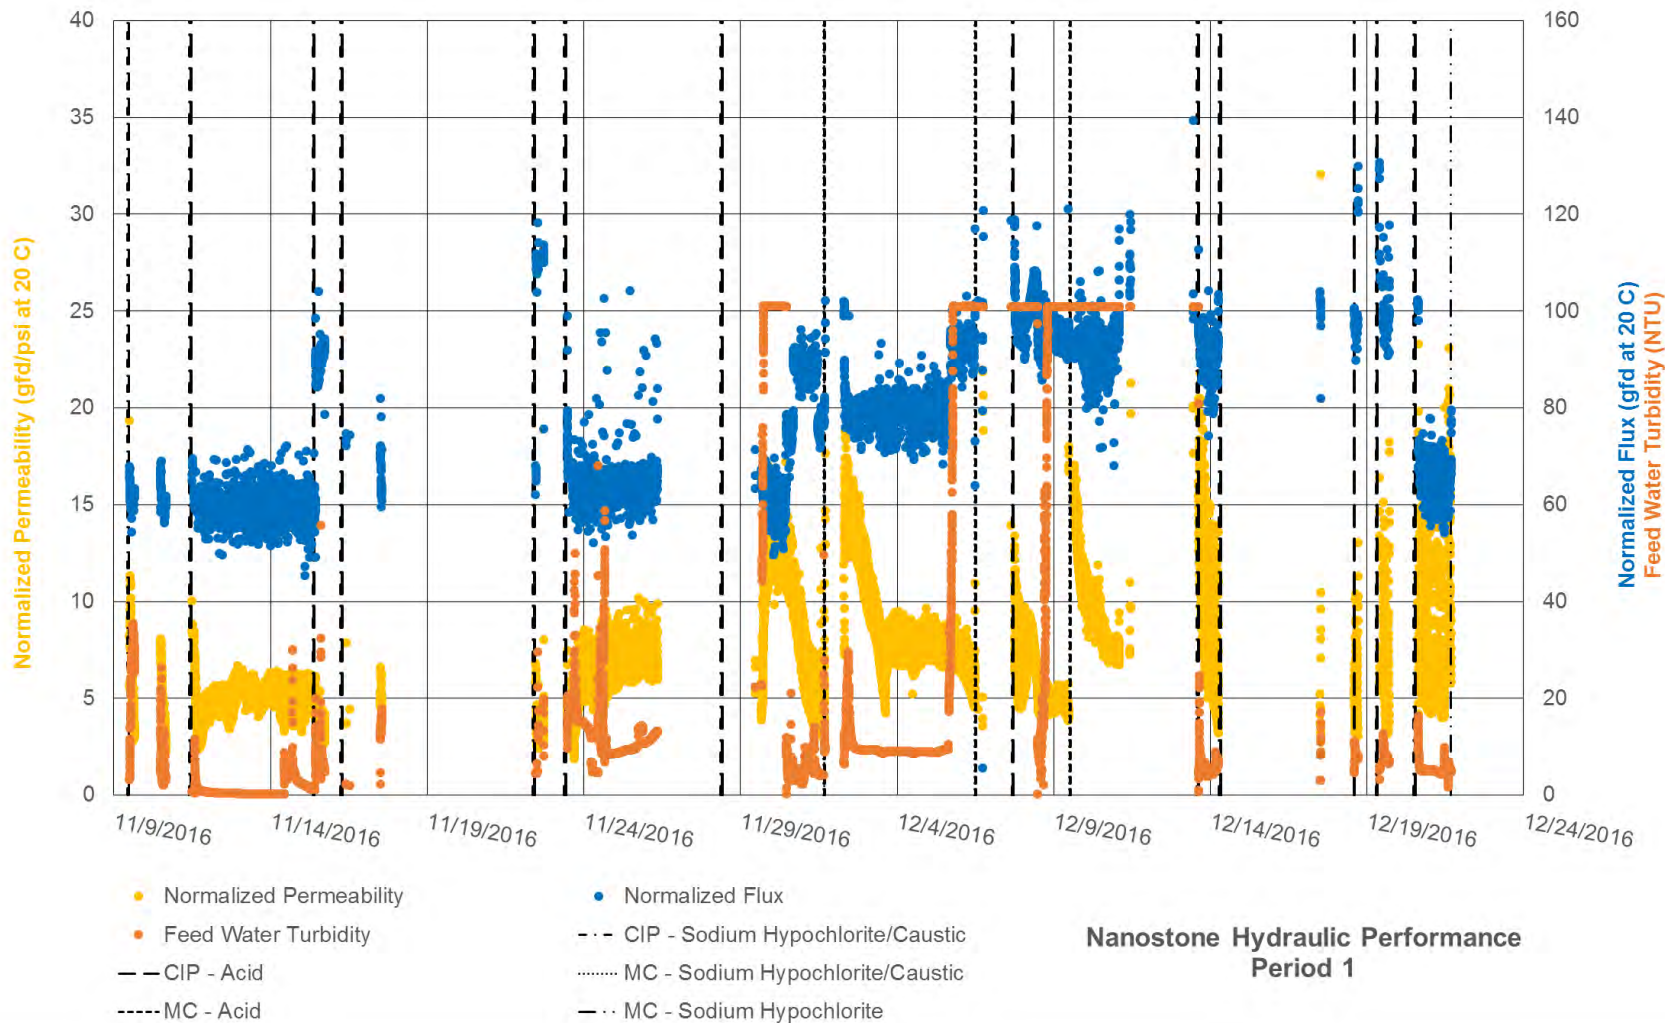 40
35
30
25
20
15
10
5
0
Normalized Permeability (gfd/psi at 20 C)
160
140
120
100
80
60
40
20
0
Normalized Flux (gfd at 20 C)
Feed Water Turbidity (NTU)
11/9/2016
11/14/2016
11/19/2016
11/24/2016
11/29/2016
12/4/2016
12/9/2016
12/14/2016
12/19/2016
12/24/2016
Normalized Permeability
Normalized Flux
Feed Water Turbidity
CIP - Sodium Hypochlorite/Caustic
CIP - Acid
MC - Sodium Hypochlorite/Caustic
MC - Acid
MC - Sodium Hypochlorite
Nanostone Hydraulic Performance
Period 1